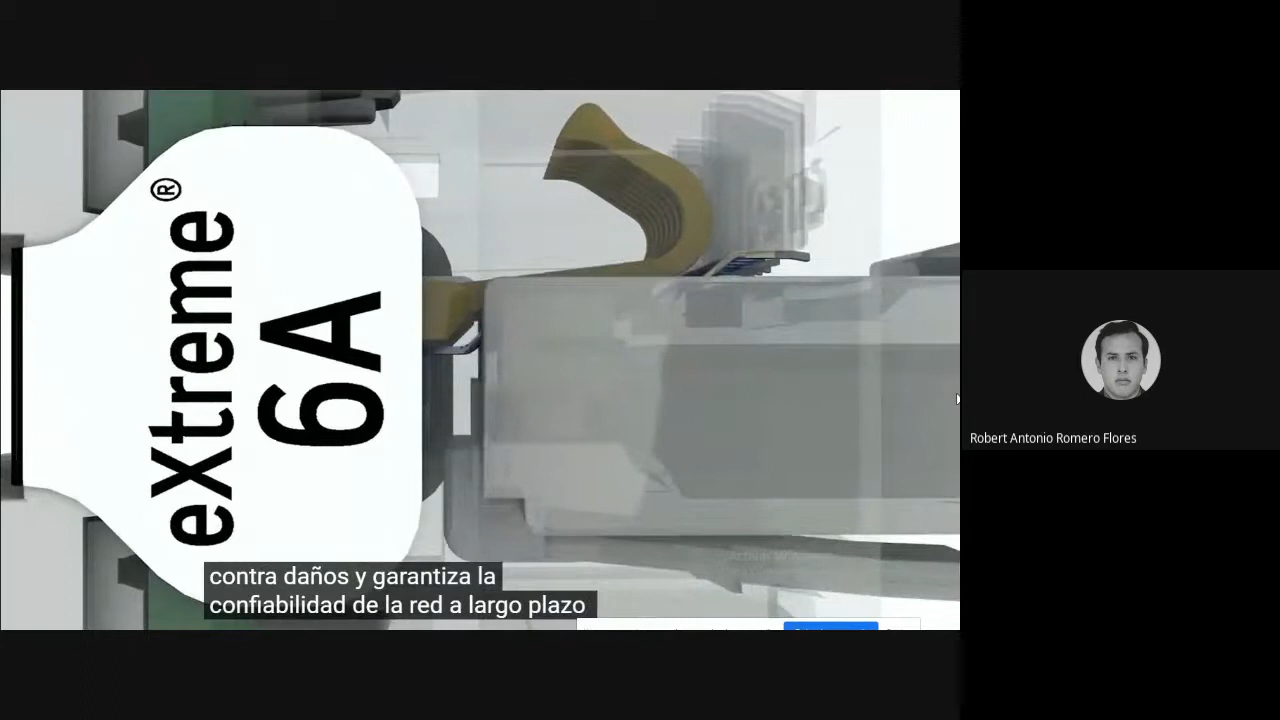 eXtreme®
6A
contra daños y garantiza la
confiabilidad de la red a largo plazo
Robert Antonio Romero Flores